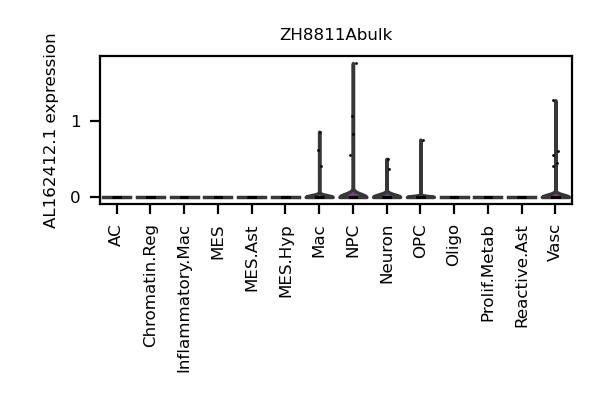 ZH8811Abulk
AL162412.1 expression
1
0
AC
Chromatin.Reg
Inflammatory.Mac
MES
MES.Ast
MES.Hyp
Mac
NPC
Neuron
OPC
Oligo
Prolif.Metab
Reactive.Ast
Vasc